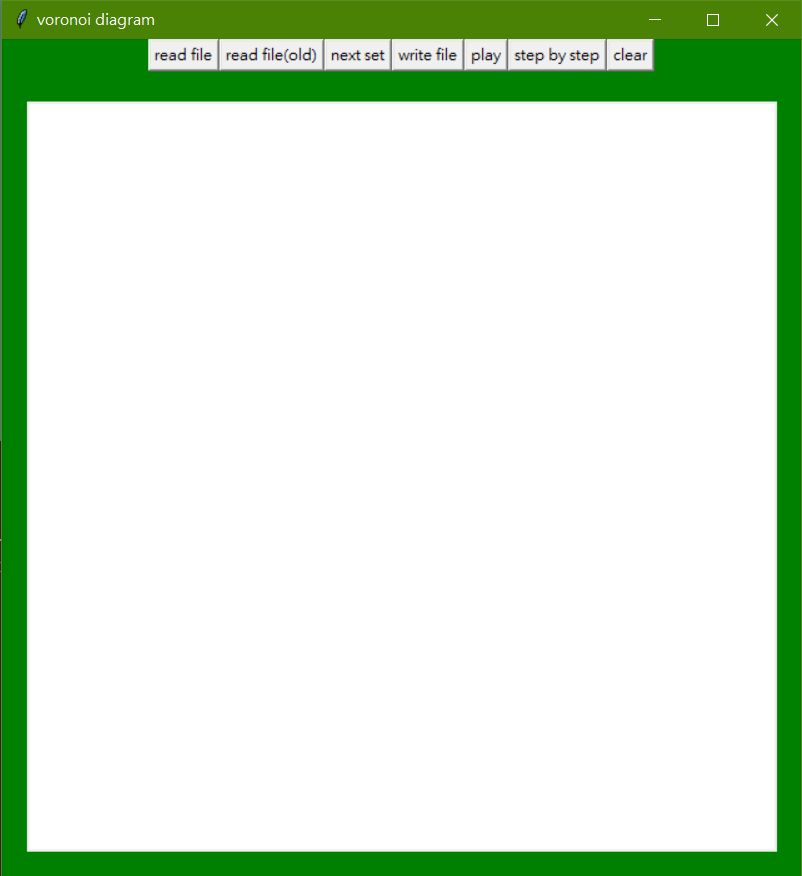 voronoi diagram
read file read file(old) next set write file play step by step clear